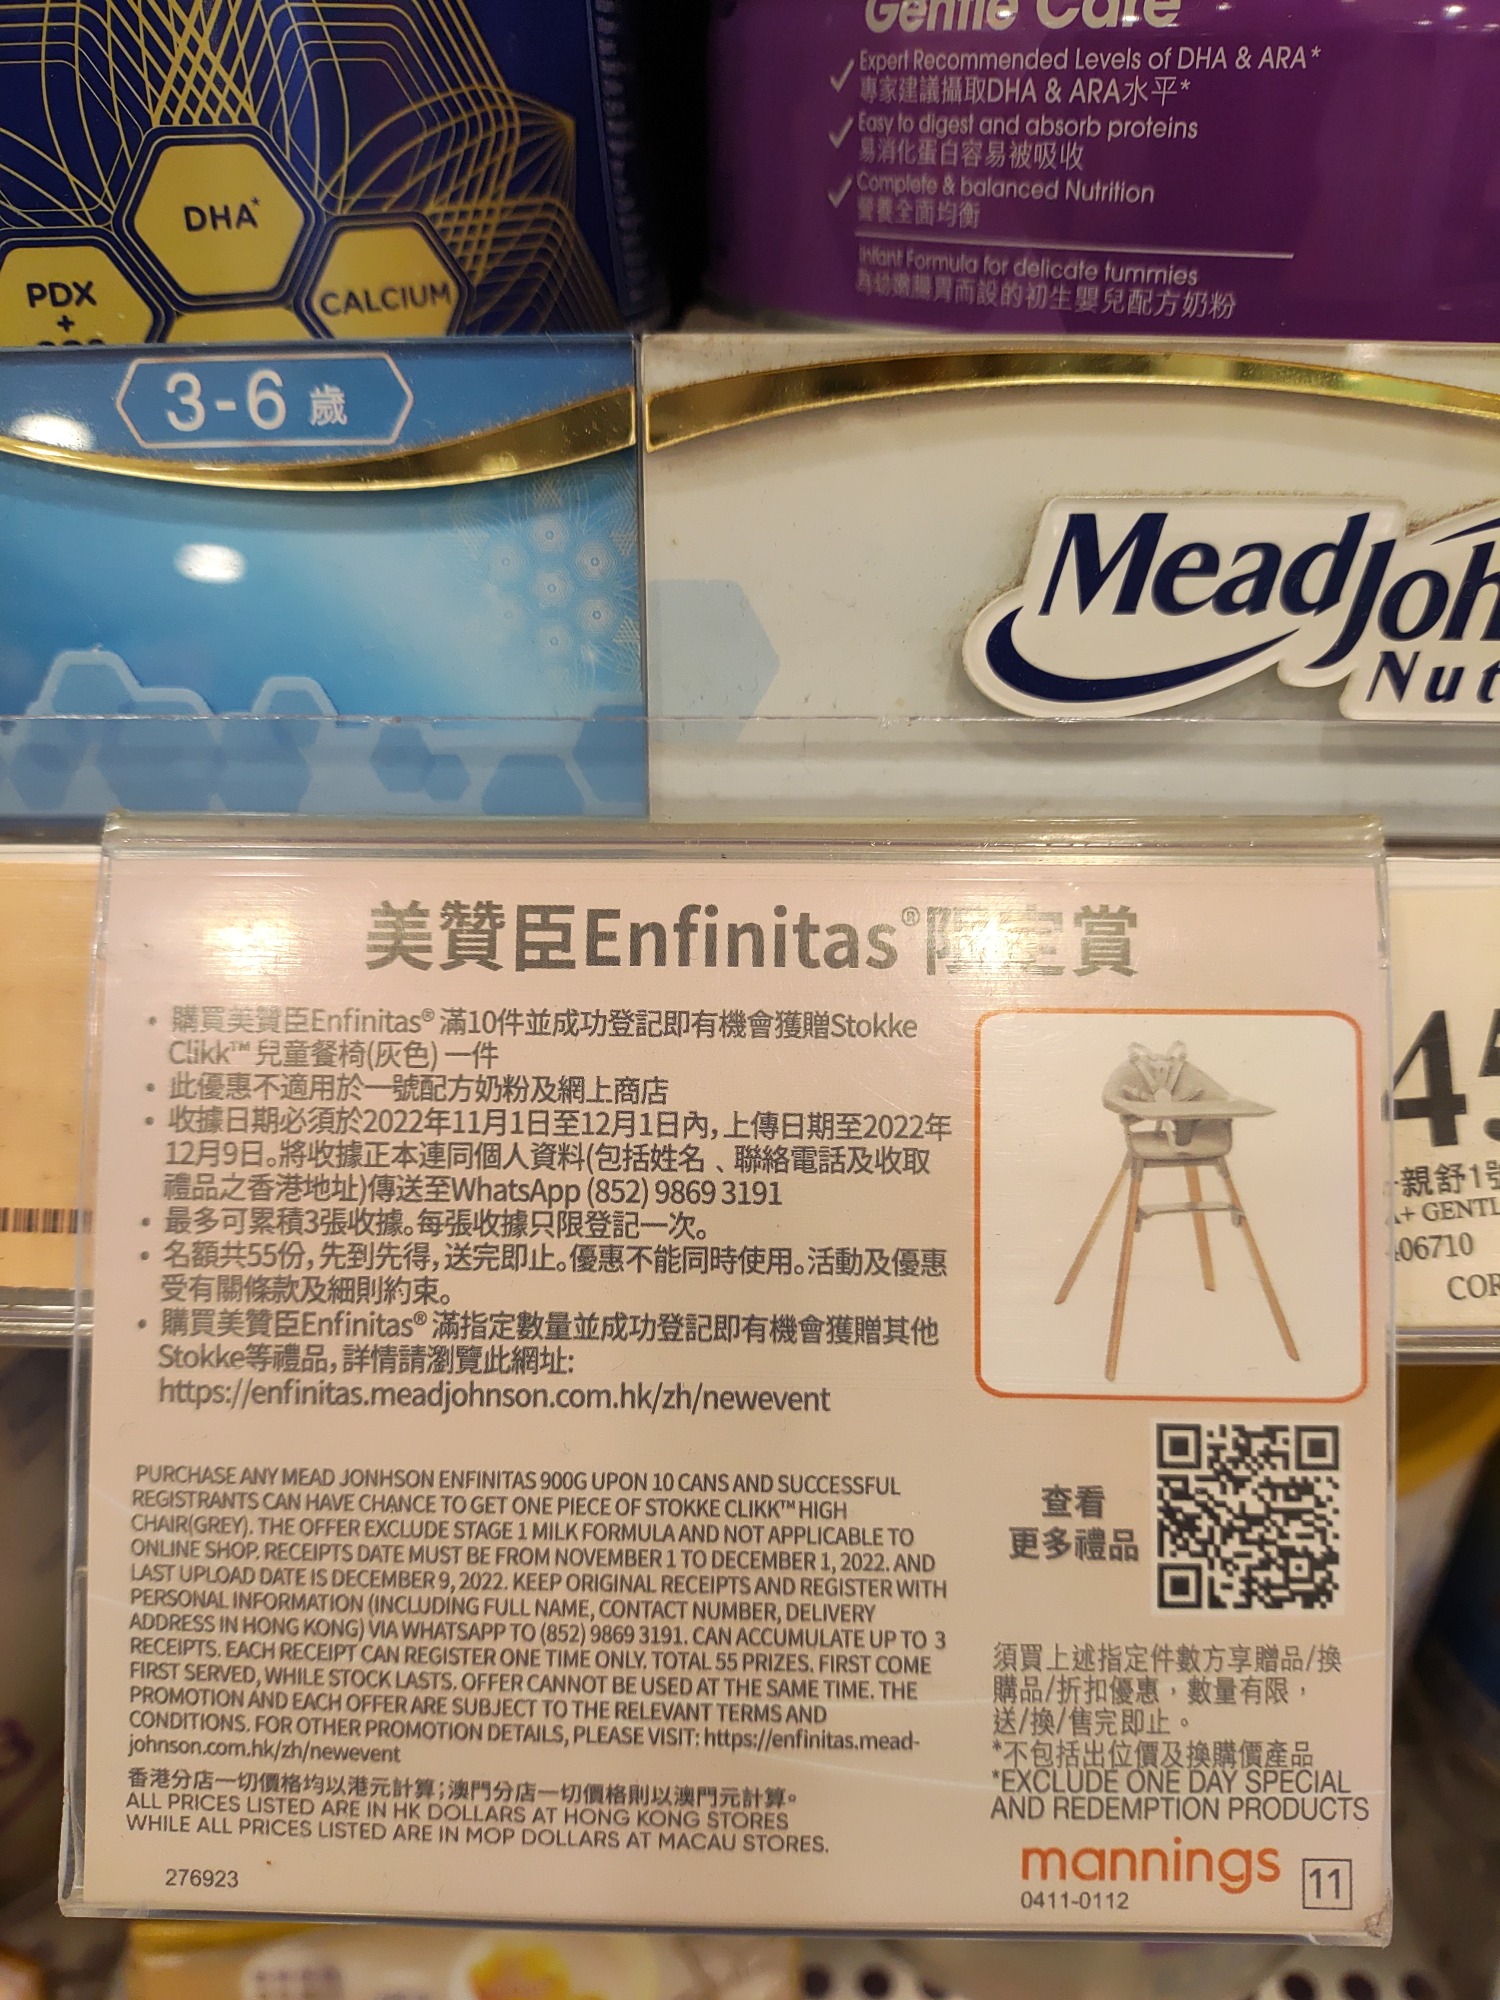 Gentle Care
Expert Recommended Levels of DHA & ARA*
專家建議攝取DHA & ARA水平*
Easy to digest and absorb proteins
易消化蛋白容易被吸收
Complete & balanced Nutrition
營養全面均衡
Infant Formula for delicate tummies
為幼嫩腸胃而設的初生嬰兒配方奶粉
DHA*
PDX
+
CALCIUM
3-6 歲
MeadJoh
Nut
美贊臣Enfinitas®限定賞
• 購買美贊臣Enfinitas® 滿10件並成功登記即有機會獲贈Stokke
Clikk™ 兒童餐椅(灰色) 一件
• 此優惠不適用於一號配方奶粉及網上商店
• 收據日期必須於2022年11月1日至12月1日內，上傳日期至2022年
12月9日。將收據正本連同個人資料(包括姓名、聯絡電話及收取
禮品之香港地址)傳送至WhatsApp (852) 9869 3191
• 最多可累積3張收據。每張收據只限登記一次。
• 名額共55份，先到先得，送完即止。優惠不能同時使用。活動及優惠
受有關條款及細則約束。
• 購買美贊臣Enfinitas® 滿指定數量並成功登記即有機會獲贈其他
Stokke等禮品，詳情請瀏覽此網址:
https://enfinitas.meadjohnson.com.hk/zh/newevent
PURCHASE ANY MEAD JONHSON ENFINITAS 900G UPON 10 CANS AND SUCCESSFUL
REGISTRANTS CAN HAVE CHANCE TO GET ONE PIECE OF STOKKE CLIKK™ HIGH
CHAIR(GREY). THE OFFER EXCLUDE STAGE 1 MILK FORMULA AND NOT APPLICABLE TO
ONLINE SHOP. RECEIPTS DATE MUST BE FROM NOVEMBER 1 TO DECEMBER 1, 2022. AND
LAST UPLOAD DATE IS DECEMBER 9, 2022. KEEP ORIGINAL RECEIPTS AND REGISTER WITH
PERSONAL INFORMATION (INCLUDING FULL NAME, CONTACT NUMBER, DELIVERY
ADDRESS IN HONG KONG) VIA WHATSAPP TO (852) 9869 3191. CAN ACCUMULATE UP TO 3
RECEIPTS. EACH RECEIPT CAN REGISTER ONE TIME ONLY. TOTAL 55 PRIZES. FIRST COME
FIRST SERVED, WHILE STOCK LASTS. OFFER CANNOT BE USED AT THE SAME TIME. THE
PROMOTION AND EACH OFFER ARE SUBJECT TO THE RELEVANT TERMS AND
CONDITIONS. FOR OTHER PROMOTION DETAILS, PLEASE VISIT: https://enfinitas.mead-
johnson.com.hk/zh/newevent
香港分店一切價格均以港元計算；澳門分店一切價格則以澳門元計算。
ALL PRICES LISTED ARE IN HK DOLLARS AT HONG KONG STORES
WHILE ALL PRICES LISTED ARE IN MOP DOLLARS AT MACAU STORES.
276923
查看
更多禮品
須買上述指定件數方享贈品/換
購品/折扣優惠，數量有限，
送/換/售完即止。
*不包括出位價及換購價產品
*EXCLUDE ONE DAY SPECIAL
AND REDEMPTION PRODUCTS
mannings
0411-0112
11
45
親舒1號
A+ GENTL
406710
COR